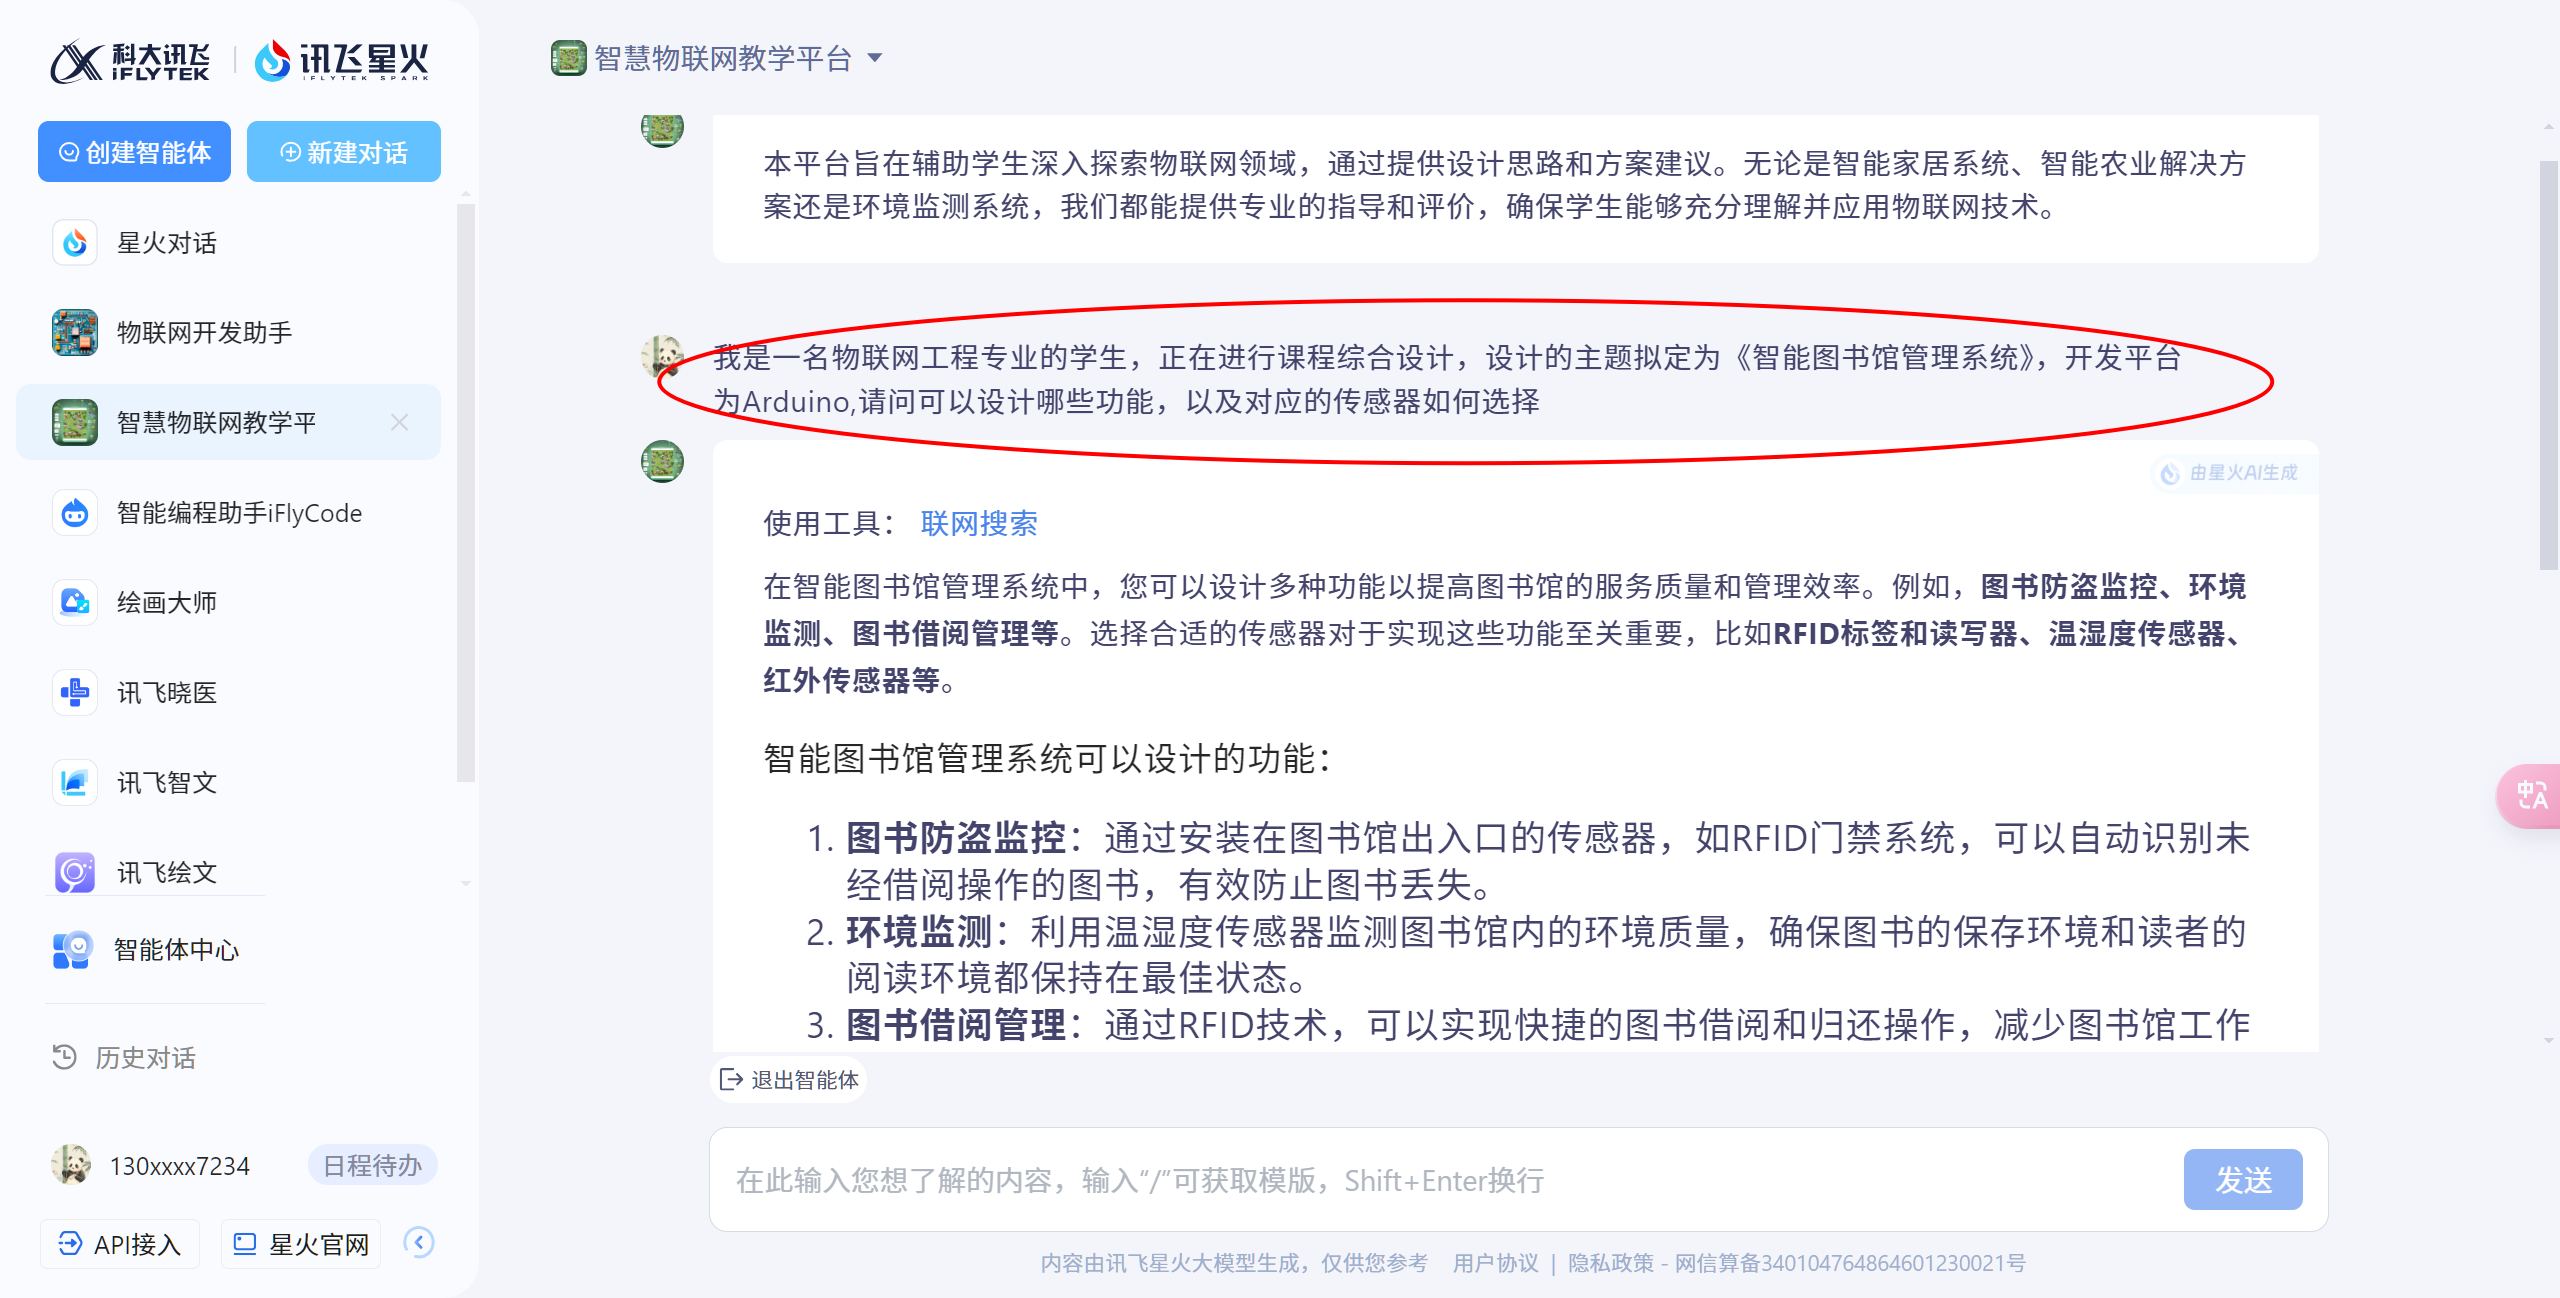 科大讯飞
iFLYTEK
讯飞星火
IFLYTEK SPARK
创建智能体
新建对话
星火对话
物联网开发助手
智慧物联网教学平
智能编程助手iFlyCode
绘画大师
讯飞晓医
讯飞智文
讯飞绘文
智能体中心
历史对话
130xxxx7234
日程待办
API接入
星火官网
智慧物联网教学平台
本平台旨在辅助学生深入探索物联网领域，通过提供设计思路和方案建议。无论是智能家居系统、智能农业解决方
案还是环境监测系统，我们都能提供专业的指导和评价，确保学生能够充分理解并应用物联网技术。
我是一名物联网工程专业的学生，正在进行课程综合设计，设计的主题拟定为《智能图书馆管理系统》，开发平台
为Arduino,请问可以设计哪些功能，以及对应的传感器如何选择
由星火AI生成
使用工具： 联网搜索
在智能图书馆管理系统中，您可以设计多种功能以提高图书馆的服务质量和管理效率。例如，图书防盗监控、环境
监测、图书借阅管理等。选择合适的传感器对于实现这些功能至关重要，比如RFID标签和读写器、温湿度传感器、
红外传感器等。
智能图书馆管理系统可以设计的功能：
1. 图书防盗监控：通过安装在图书馆出入口的传感器，如RFID门禁系统，可以自动识别未
经借阅操作的图书，有效防止图书丢失。
2. 环境监测：利用温湿度传感器监测图书馆内的环境质量，确保图书的保存环境和读者的
阅读环境都保持在最佳状态。
3. 图书借阅管理：通过RFID技术，可以实现快捷的图书借阅和归还操作，减少图书馆工作
退出智能体
在此输入您想了解的内容，输入“/”可获取模版，Shift+Enter换行
发送
内容由讯飞星火大模型生成，仅供您参考 用户协议 | 隐私政策 - 网信算备340104764864601230021号
中A